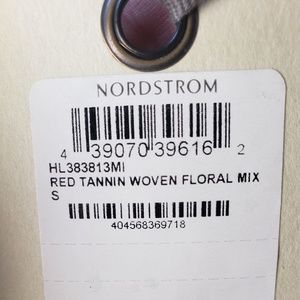 NORDSTROM
4 39070 39616 2
HL383813MI
RED TANNIN WOVEN FLORAL MIX
S
404568369718